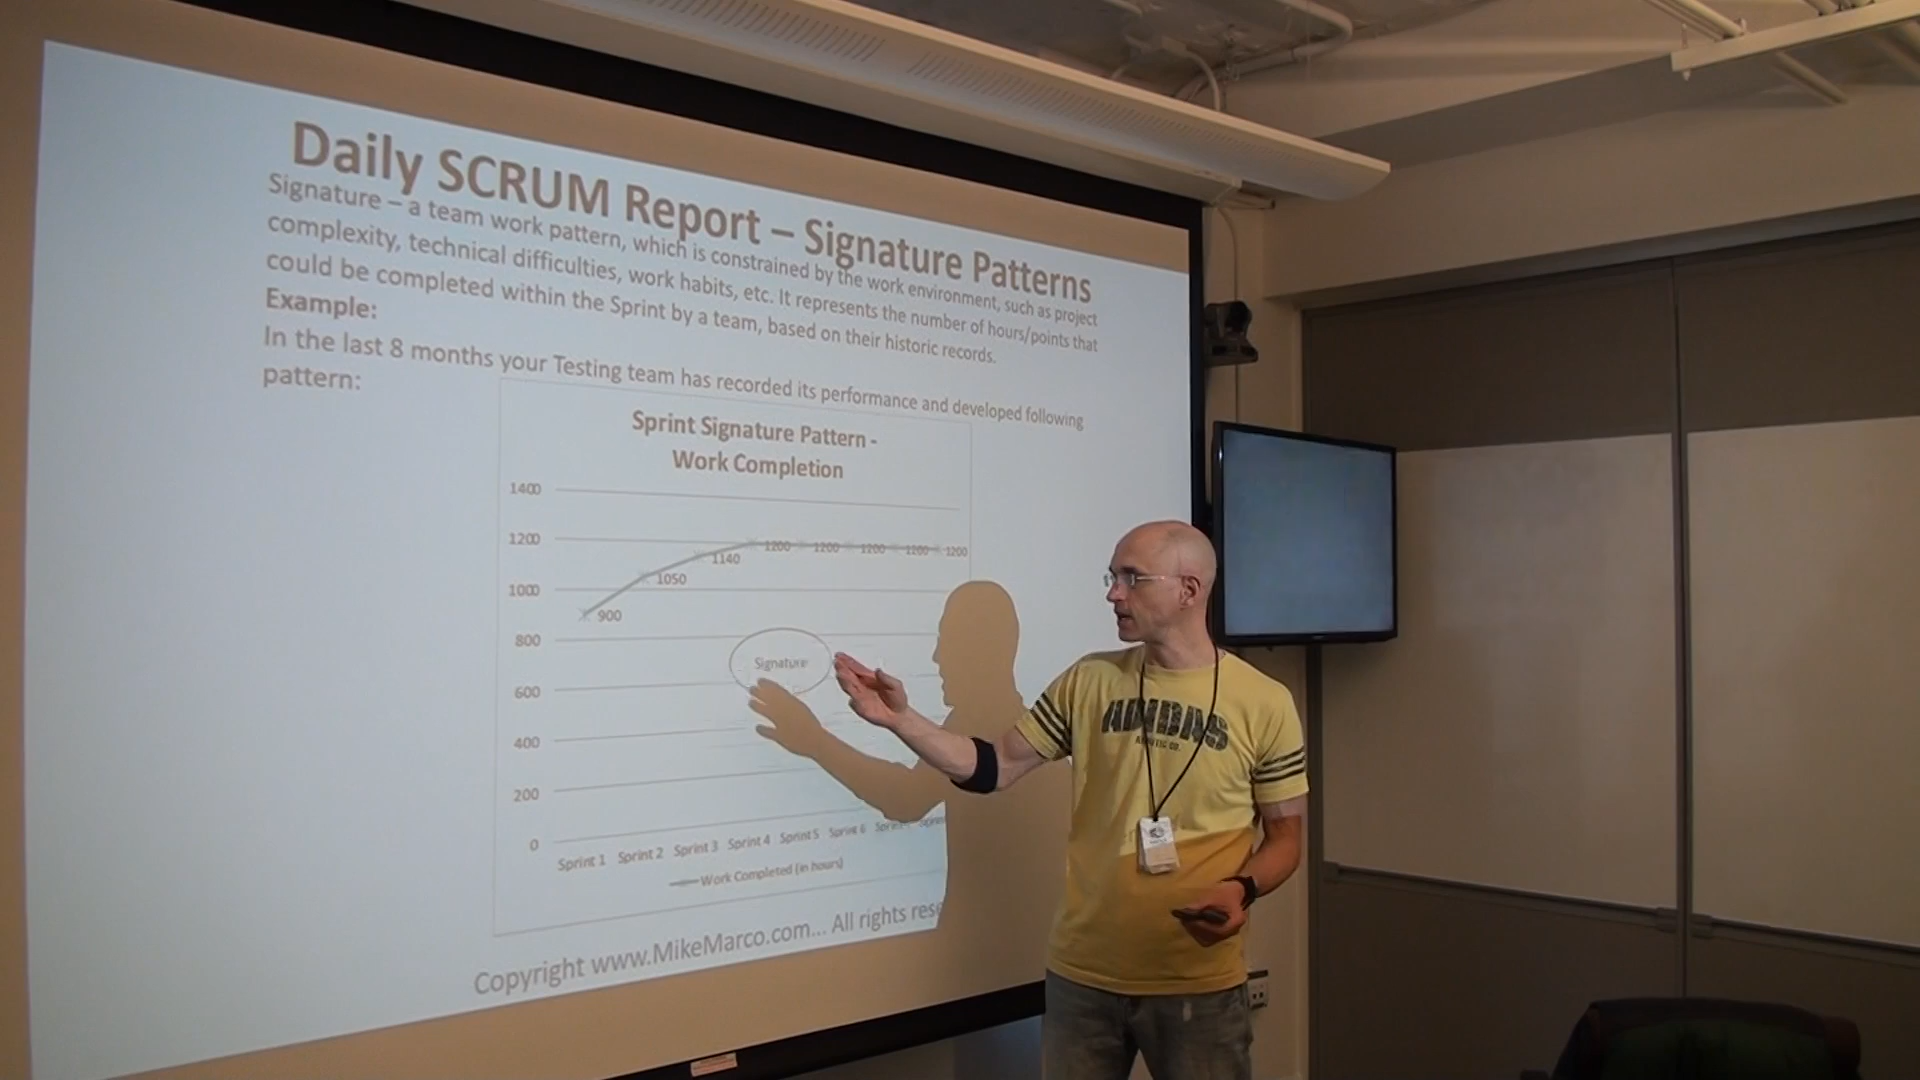 Daily SCRUM Report – Signature Patterns
Signature – a team work pattern, which is constrained by the work environment, such as project
complexity, technical difficulties, work habits, etc. It represents the number of hours/points that
could be completed within the Sprint by a team, based on their historic records.
Example:
In the last 8 months your Testing team has recorded its performance and developed following
pattern:
Sprint Signature Pattern -
Work Completion
1400
1200
1000
800
600
400
200
0
900
1050
1140
1200
1200
1200
1200
1200
Signature
Sprint 1 Sprint 2 Sprint 3 Sprint 4 Sprint 5 Sprint 6
Work Completed (in hours)
Copyright www.MikeMarco.com... All rights rese
ADIDAS